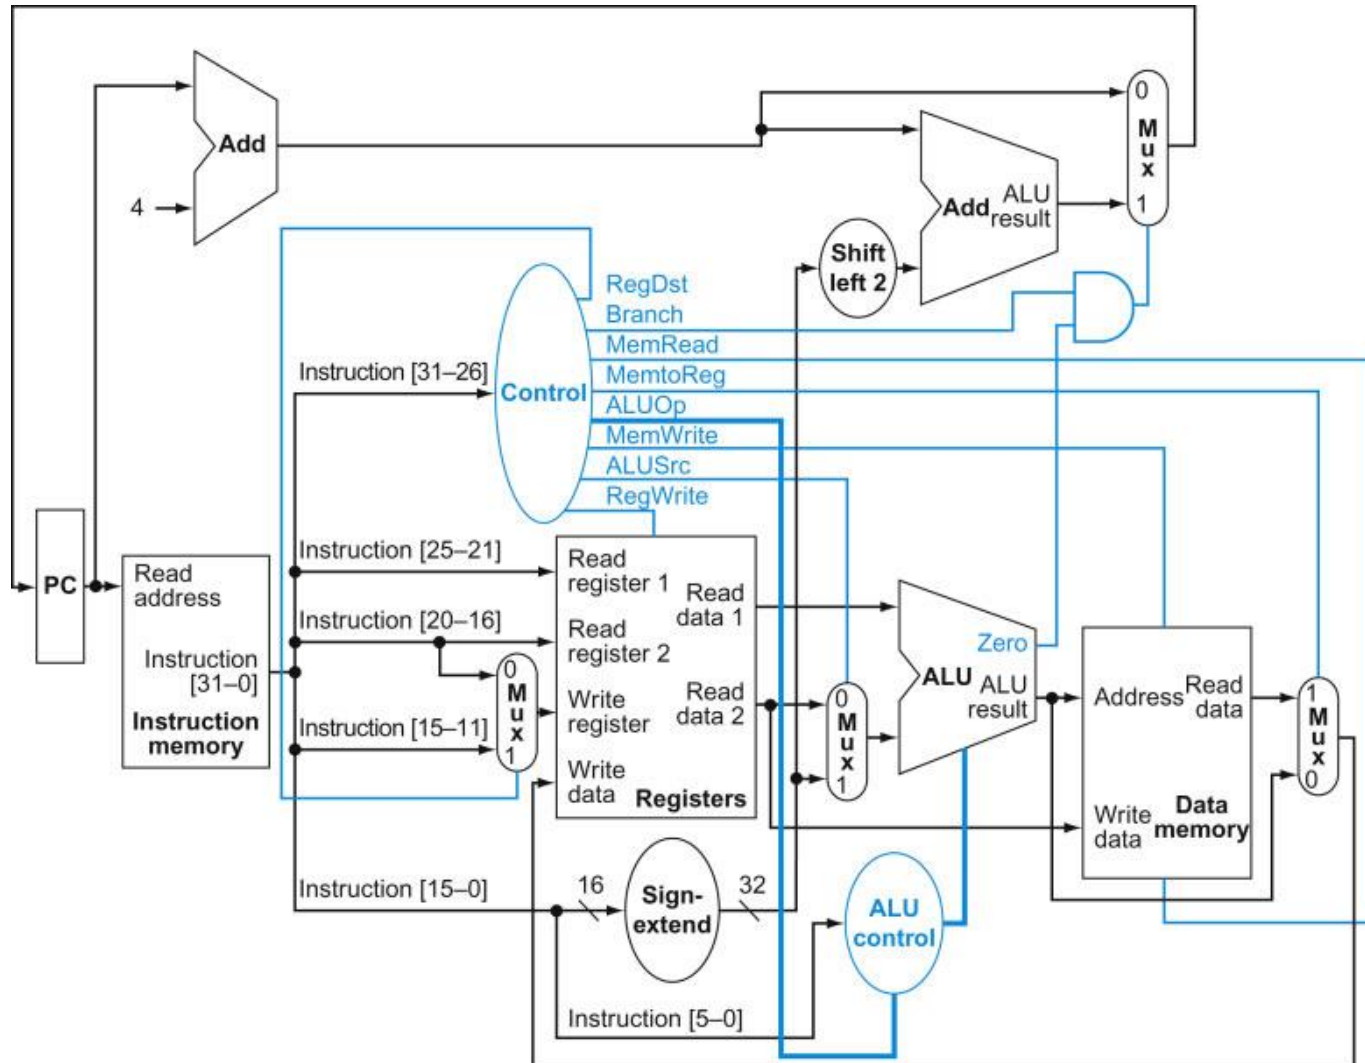 0
M
u
x
1
Add
4
Add
ALU
result
Shift
left 2
RegDst
Branch
MemRead
MemtoReg
ALUOp
MemWrite
ALUSrc
RegWrite
Control
Instruction [31–26]
Instruction [25–21]
Instruction [20–16]
Instruction [15–11]
Instruction [15–0]
Instruction [5–0]
PC
Read
address
Instruction
[31–0]
Instruction
memory
0
M
u
x
1
Read
register 1
Read
register 2
Write
register
Write
data
Read
data 1
Read
data 2
Registers
0
M
u
x
1
Zero
ALU
ALU
result
Address
Read
data
Write
data
Data
memory
1
M
u
x
0
16
Sign-
extend
32
ALU
control